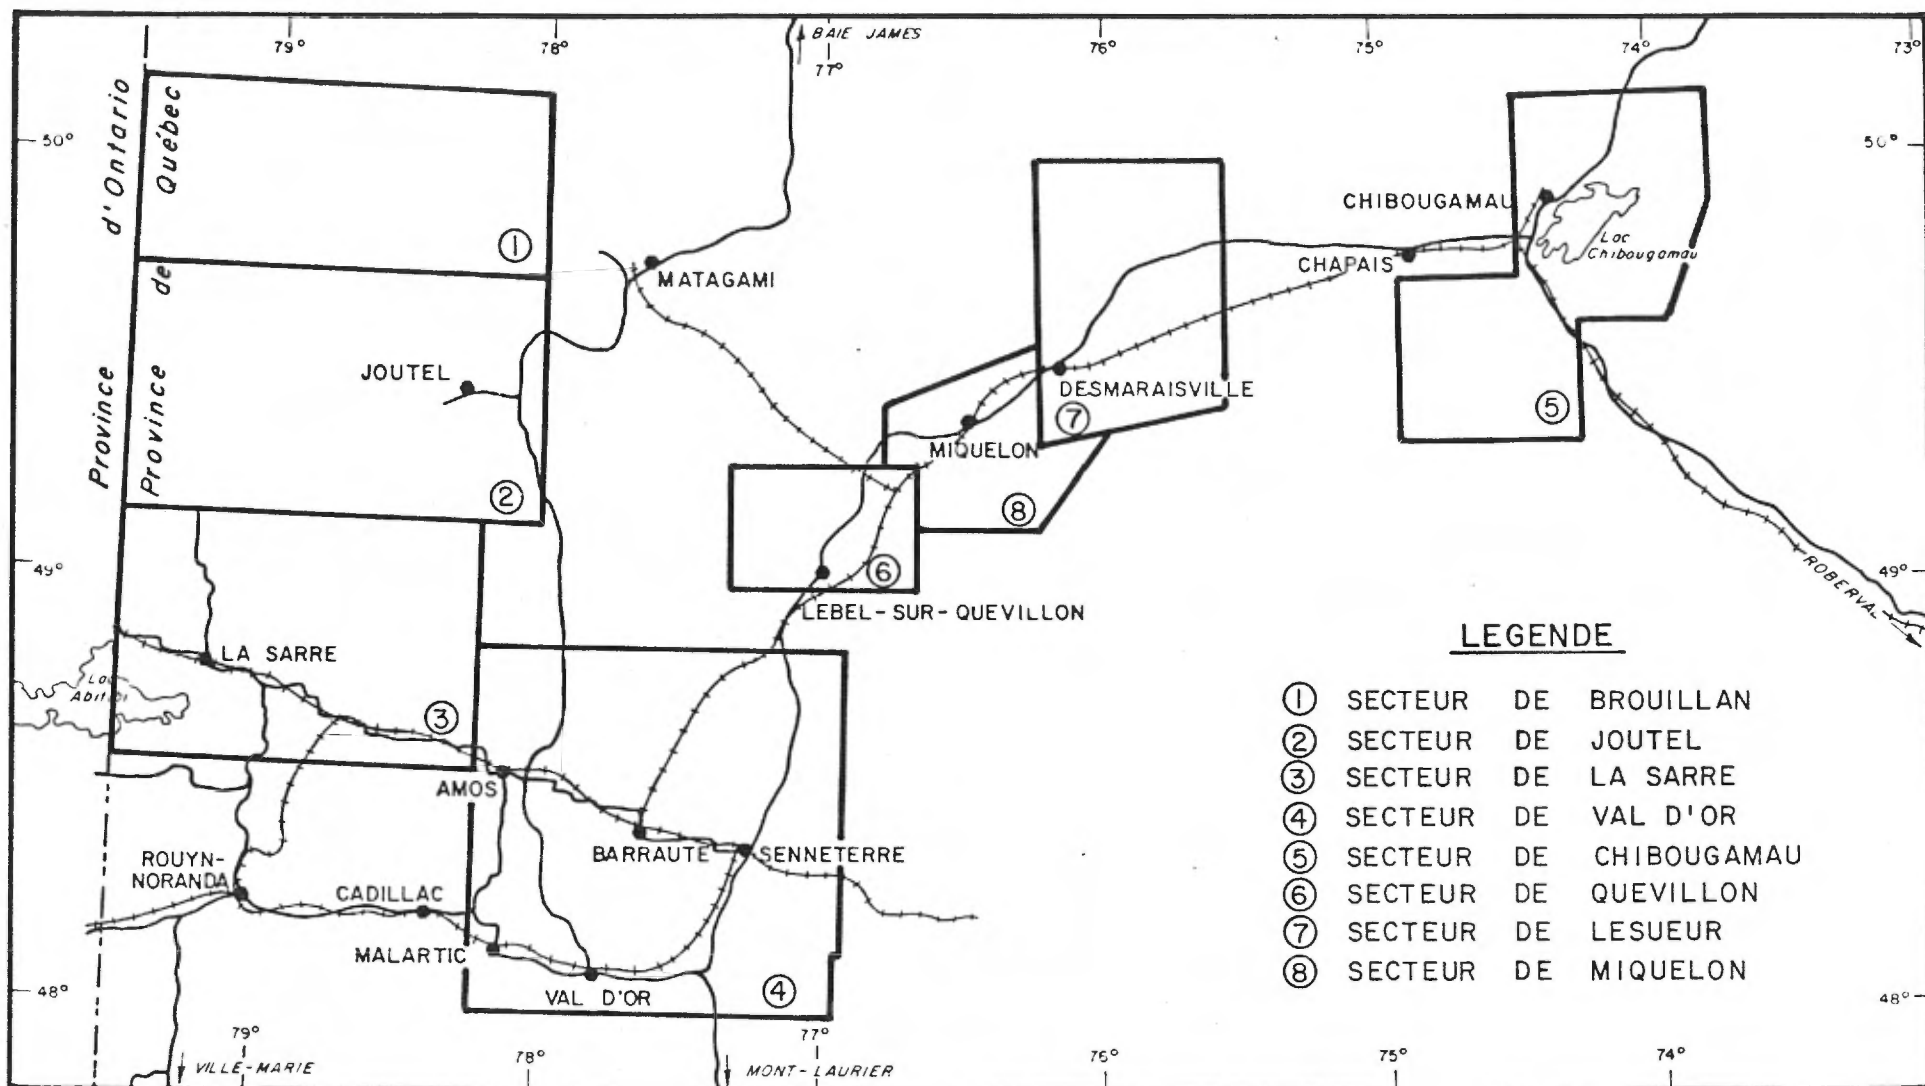 79°
78°
BAIE JAMES
77°
76°
75°
74°
73°
50°
50°
Province d'Ontario
Province de Québec
1
CHIBOUGAMAU
Lac
Chibougamau
MATAGAMI
CHAPAIS
JOUTEL
DESMARAISVILLE
7
5
MIQUELON
2
8
49°
6
49°
LEBEL-SUR-QUEVILLON
ROBERVAL
LA SARRE
Lac
Abitibi
3
AMOS
BARRAUTE
SENNETERRE
ROUYN-
NORANDA
CADILLAC
MALARTIC
VAL D'OR
4
48°
48°
79°
78°
77°
76°
75°
74°
VILLE-MARIE
MONT-LAURIER
LEGENDE
1 SECTEUR DE BROUILLAN
2 SECTEUR DE JOUTEL
3 SECTEUR DE LA SARRE
4 SECTEUR DE VAL D'OR
5 SECTEUR DE CHIBOUGAMAU
6 SECTEUR DE QUEVILLON
7 SECTEUR DE LESUEUR
8 SECTEUR DE MIQUELON